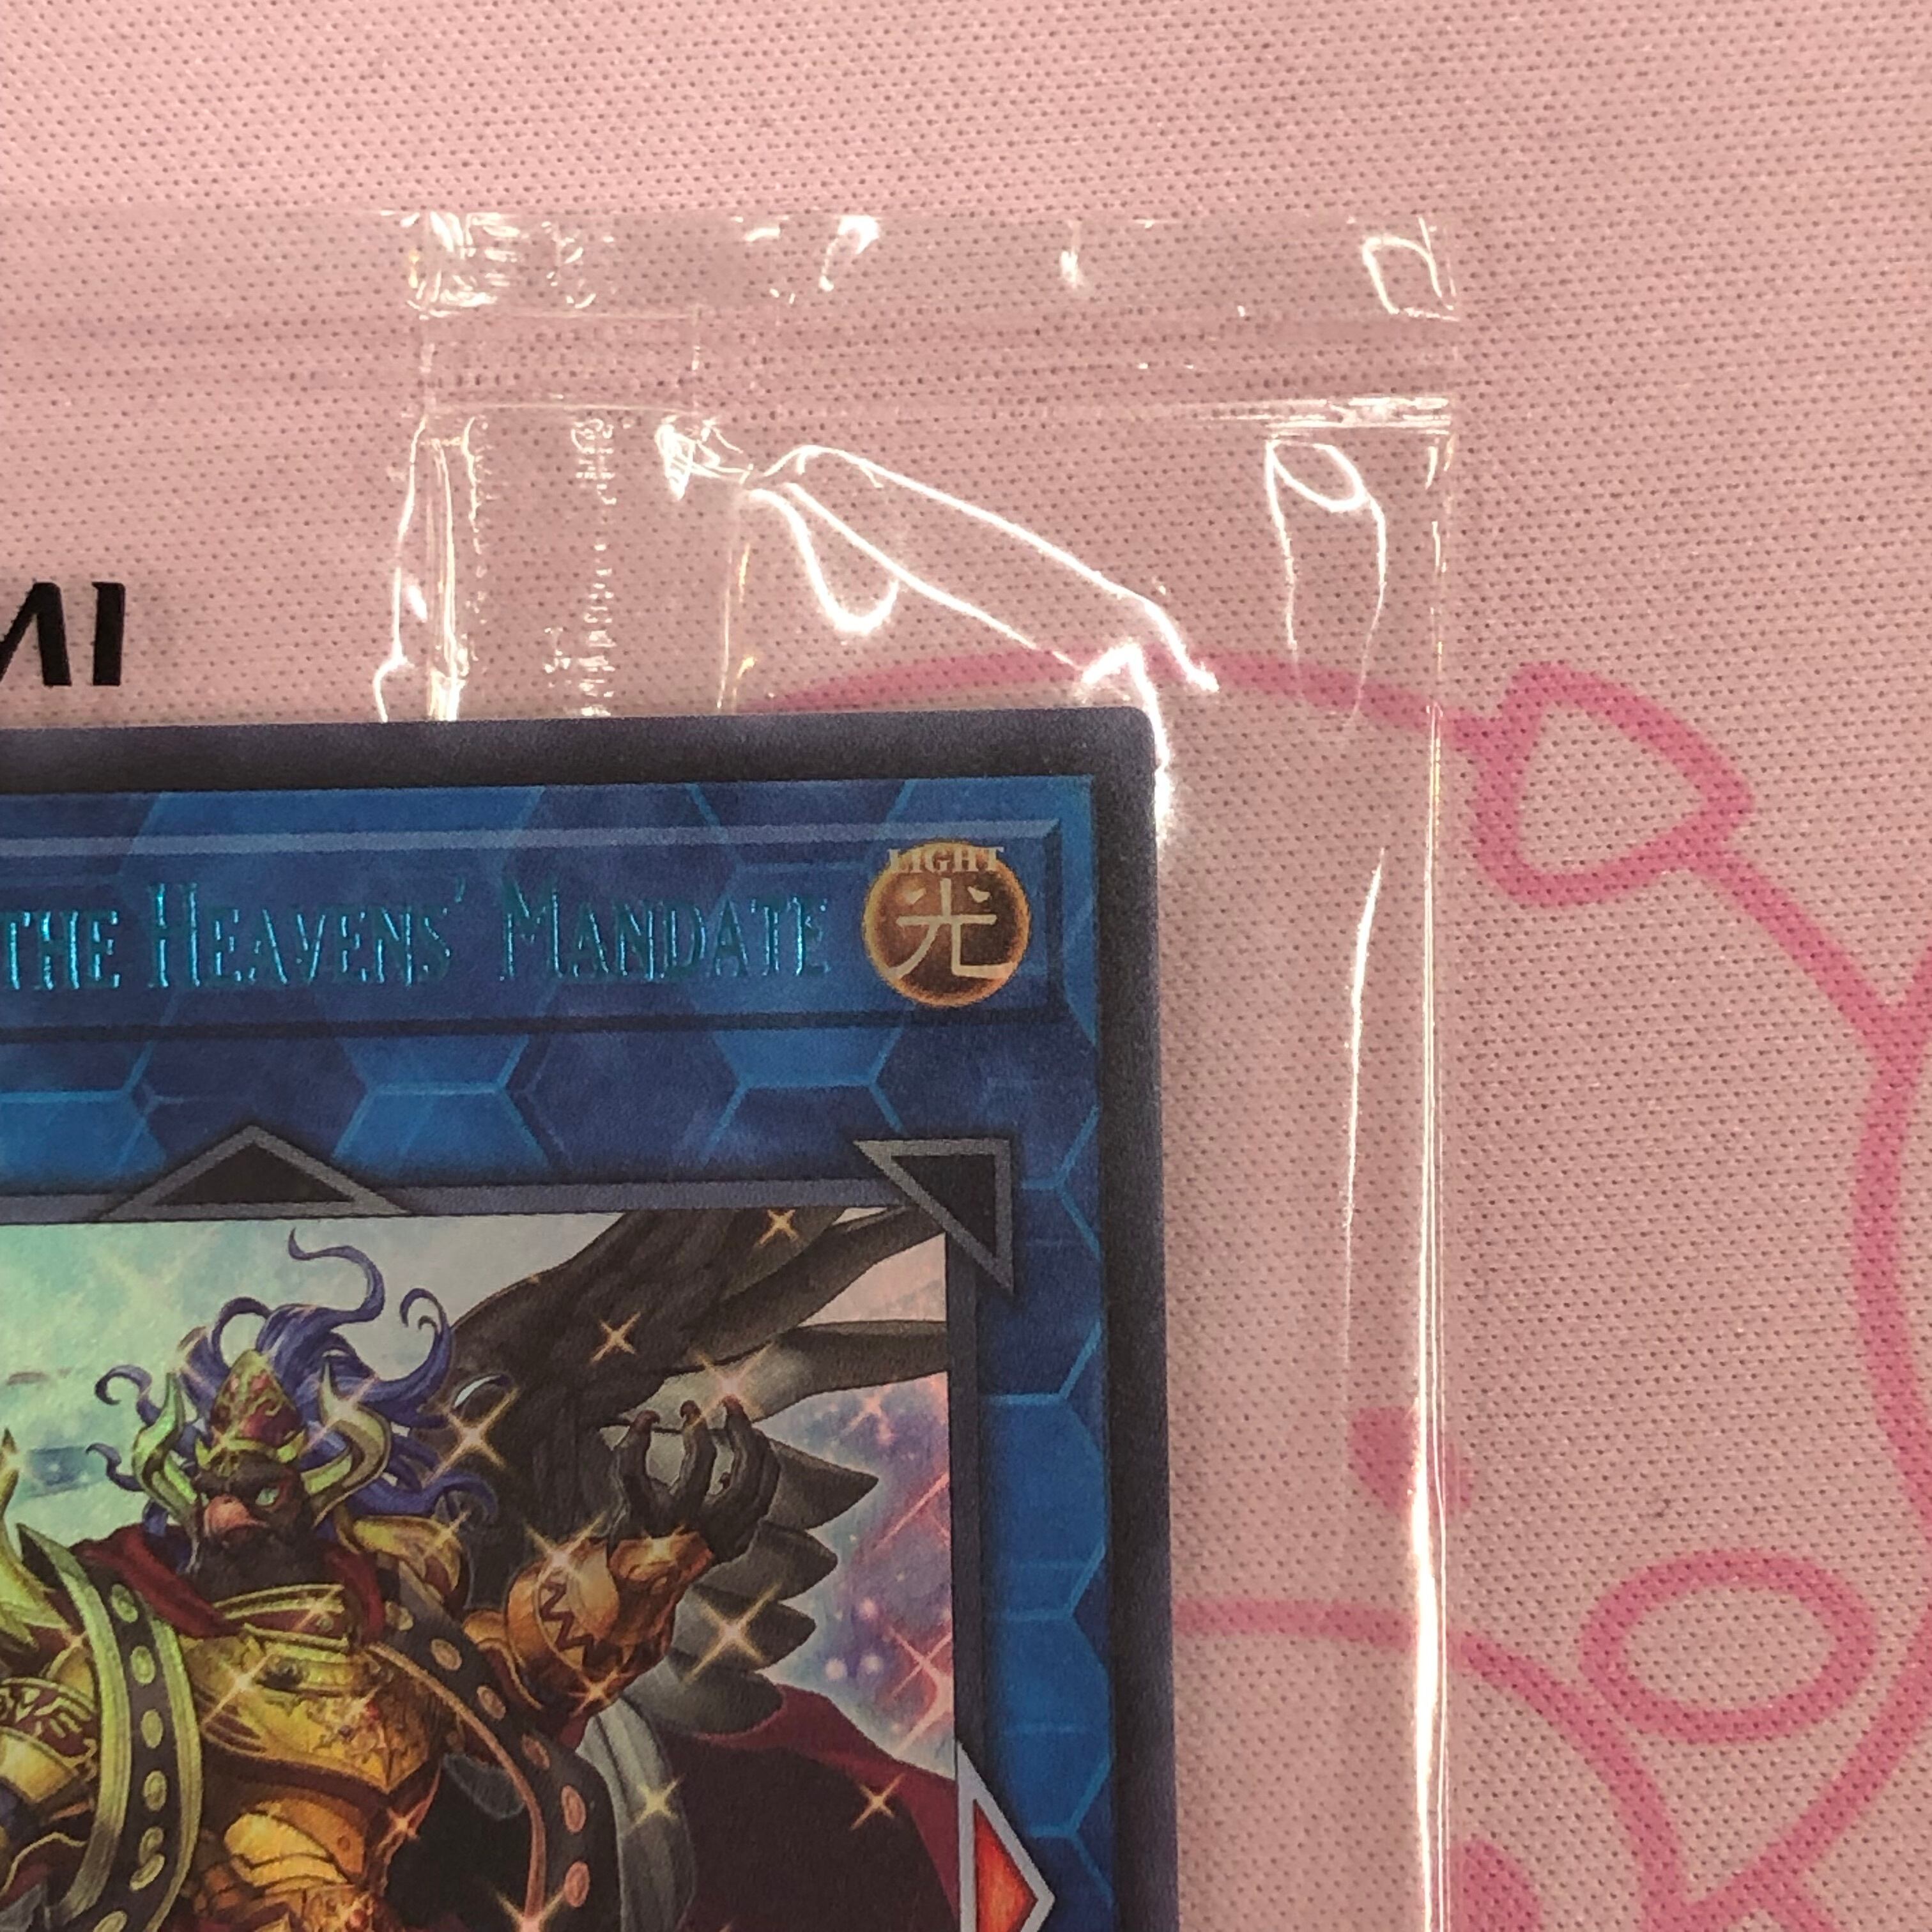 MI
THE HEAVENS' MANDATE
LIGHT
光